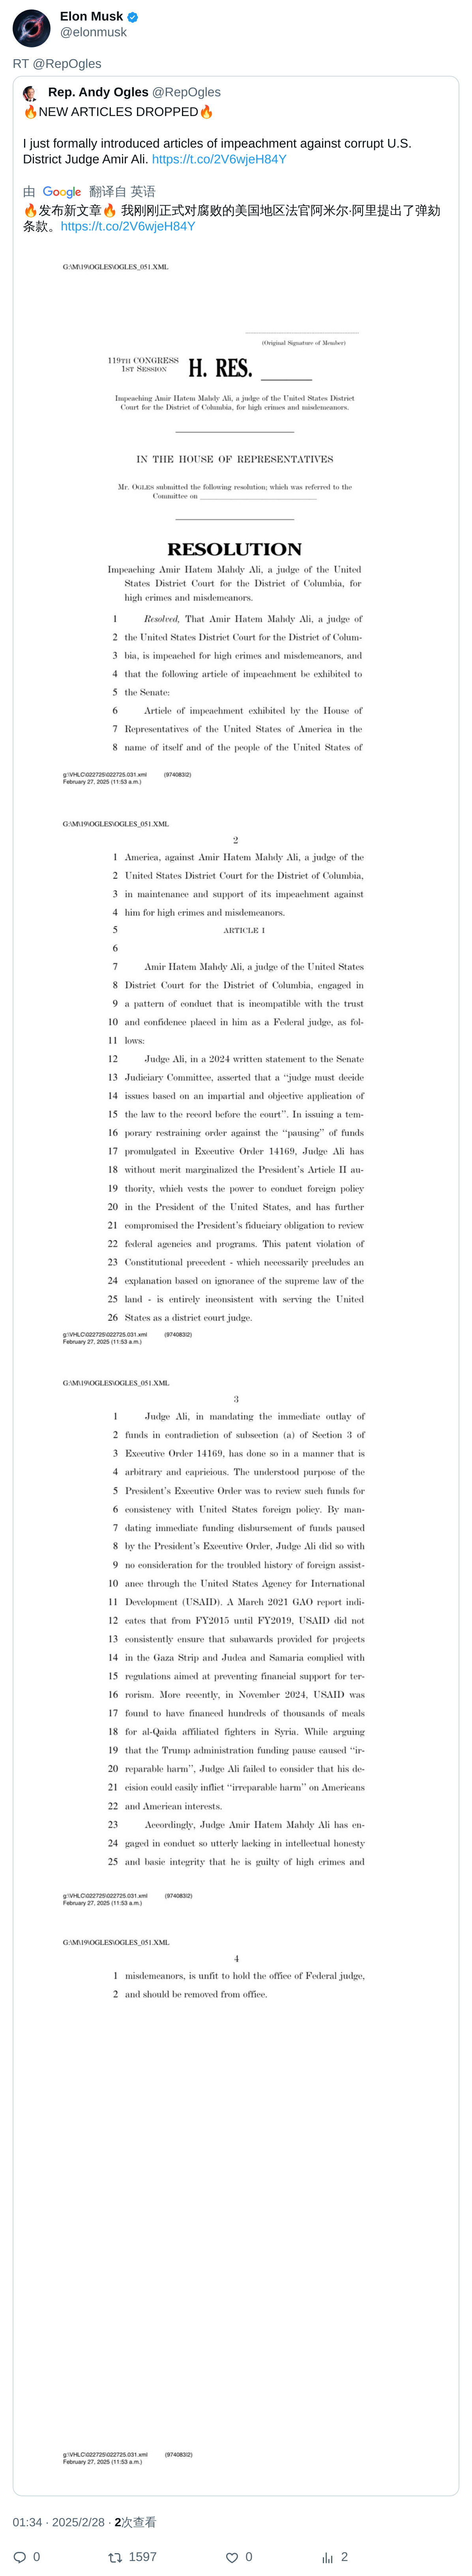 Elon Musk
@elonmusk
RT @RepOgles
Rep. Andy Ogles @RepOgles
🔥NEW ARTICLES DROPPED🔥
I just formally introduced articles of impeachment against corrupt U.S.
District Judge Amir Ali. https://t.co/2V6wjeH84Y
由 Google 翻译自 英语
🔥发布新文章🔥 我刚刚正式对腐败的美国地区法官阿米尔·阿里提出了弹劾
条款。https://t.co/2V6wjeH84Y
G:\M\19\OGLES\OGLES_051.XML
(Original Signature of Member)
119TH CONGRESS
1ST SESSION
H. RES. ______
Impeaching Amir Hatem Mahdy Ali, a judge of the United States District
Court for the District of Columbia, for high crimes and misdemeanors.
IN THE HOUSE OF REPRESENTATIVES
Mr. OGLES submitted the following resolution; which was referred to the
Committee on ______________________________
RESOLUTION
Impeaching Amir Hatem Mahdy Ali, a judge of the United
States District Court for the District of Columbia, for
high crimes and misdemeanors.
1 Resolved, That Amir Hatem Mahdy Ali, a judge of
2 the United States District Court for the District of Colum-
3 bia, is impeached for high crimes and misdemeanors, and
4 that the following article of impeachment be exhibited to
5 the Senate:
6 Article of impeachment exhibited by the House of
7 Representatives of the United States of America in the
8 name of itself and of the people of the United States of
g:\VHLC\022725\022725.031.xml (974083|2)
February 27, 2025 (11:53 a.m.)
G:\M\19\OGLES\OGLES_051.XML
2
1 America, against Amir Hatem Mahdy Ali, a judge of the
2 United States District Court for the District of Columbia,
3 in maintenance and support of its impeachment against
4 him for high crimes and misdemeanors.
5 ARTICLE I
6
7 Amir Hatem Mahdy Ali, a judge of the United States
8 District Court for the District of Columbia, engaged in
9 a pattern of conduct that is incompatible with the trust
10 and confidence placed in him as a Federal judge, as fol-
11 lows:
12 Judge Ali, in a 2024 written statement to the Senate
13 Judiciary Committee, asserted that a “judge must decide
14 issues based on an impartial and objective application of
15 the law to the record before the court”. In issuing a tem-
16 porary restraining order against the “pausing” of funds
17 promulgated in Executive Order 14169, Judge Ali has
18 without merit marginalized the President’s Article II au-
19 thority, which vests the power to conduct foreign policy
20 in the President of the United States, and has further
21 compromised the President’s fiduciary obligation to review
22 federal agencies and programs. This patent violation of
23 Constitutional precedent - which necessarily precludes an
24 explanation based on ignorance of the supreme law of the
25 land - is entirely inconsistent with serving the United
26 States as a district court judge.
g:\VHLC\022725\022725.031.xml (974083|2)
February 27, 2025 (11:53 a.m.)
G:\M\19\OGLES\OGLES_051.XML
3
1 Judge Ali, in mandating the immediate outlay of
2 funds in contradiction of subsection (a) of Section 3 of
3 Executive Order 14169, has done so in a manner that is
4 arbitrary and capricious. The understood purpose of the
5 President’s Executive Order was to review such funds for
6 consistency with United States foreign policy. By man-
7 dating immediate funding disbursement of funds paused
8 by the President’s Executive Order, Judge Ali did so with
9 no consideration for the troubled history of foreign assist-
10 ance through the United States Agency for International
11 Development (USAID). A March 2021 GAO report indi-
12 cates that from FY2015 until FY2019, USAID did not
13 consistently ensure that subawards provided for projects
14 in the Gaza Strip and Judea and Samaria complied with
15 regulations aimed at preventing financial support for ter-
16 rorism. More recently, in November 2024, USAID was
17 found to have financed hundreds of thousands of meals
18 for al-Qaida affiliated fighters in Syria. While arguing
19 that the Trump administration funding pause caused “ir-
20 reparable harm”, Judge Ali failed to consider that his de-
21 cision could easily inflict “irreparable harm” on Americans
22 and American interests.
23 Accordingly, Judge Amir Hatem Mahdy Ali has en-
24 gaged in conduct so utterly lacking in intellectual honesty
25 and basic integrity that he is guilty of high crimes and
g:\VHLC\022725\022725.031.xml (974083|2)
February 27, 2025 (11:53 a.m.)
G:\M\19\OGLES\OGLES_051.XML
4
1 misdemeanors, is unfit to hold the office of Federal judge,
2 and should be removed from office.
g:\VHLC\022725\022725.031.xml (974083|2)
February 27, 2025 (11:53 a.m.)
01:34 · 2025/2/28 · 2次查看
0 1597 0 2